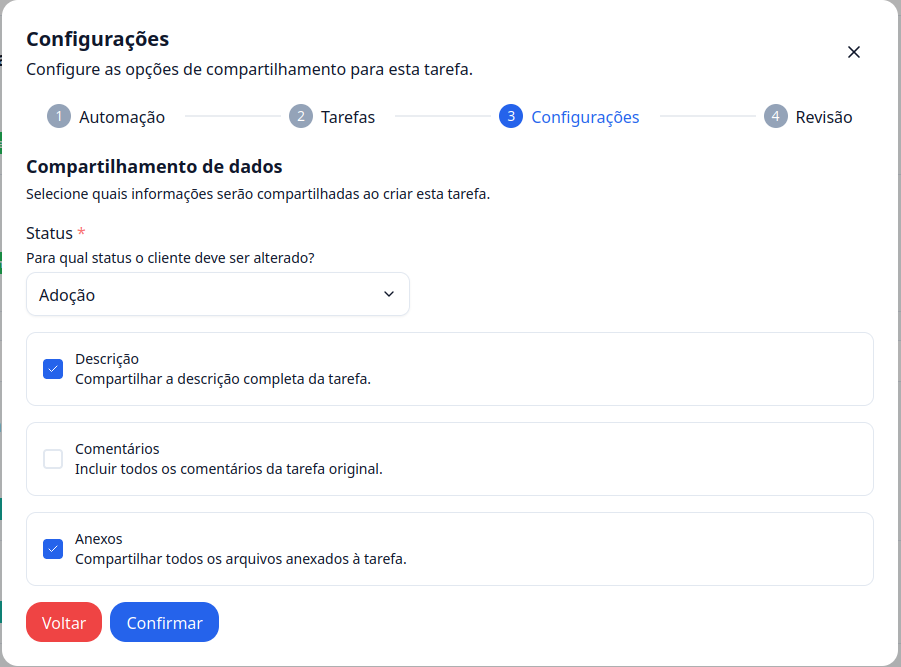 Configurações
Configure as opções de compartilhamento para esta tarefa.
1 Automação 2 Tarefas 3 Configurações 4 Revisão
Compartilhamento de dados
Selecione quais informações serão compartilhadas ao criar esta tarefa.
Status *
Para qual status o cliente deve ser alterado?
Adoção
Descrição
Compartilhar a descrição completa da tarefa.
Comentários
Incluir todos os comentários da tarefa original.
Anexos
Compartilhar todos os arquivos anexados à tarefa.
Voltar Confirmar